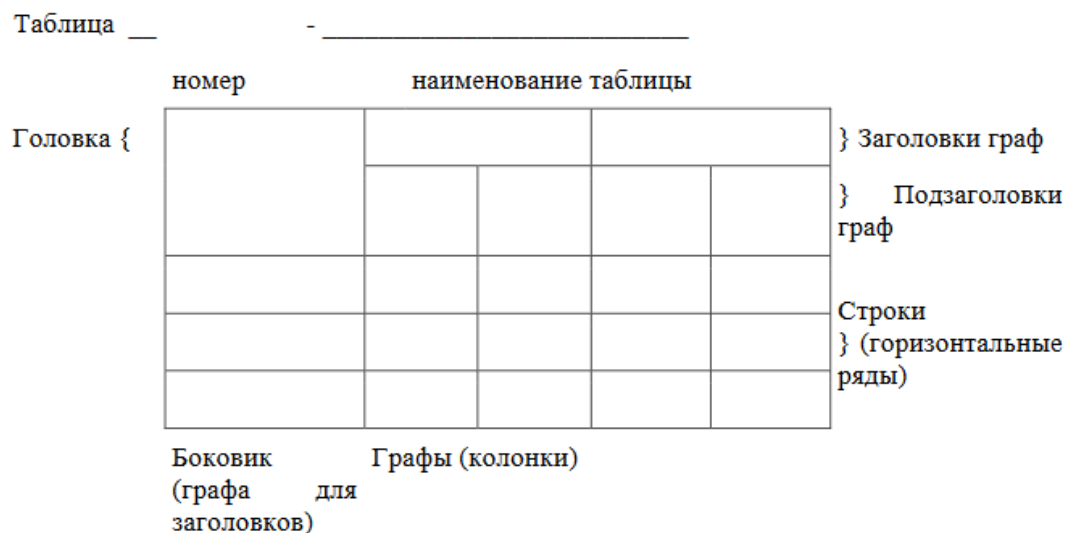 Таблица __ - __________________________
номер наименование таблицы
Головка {
} Заголовки граф
} Подзаголовки
граф
Строки
} (горизонтальные
ряды)
Боковик Графы (колонки)
(графа для
заголовков)